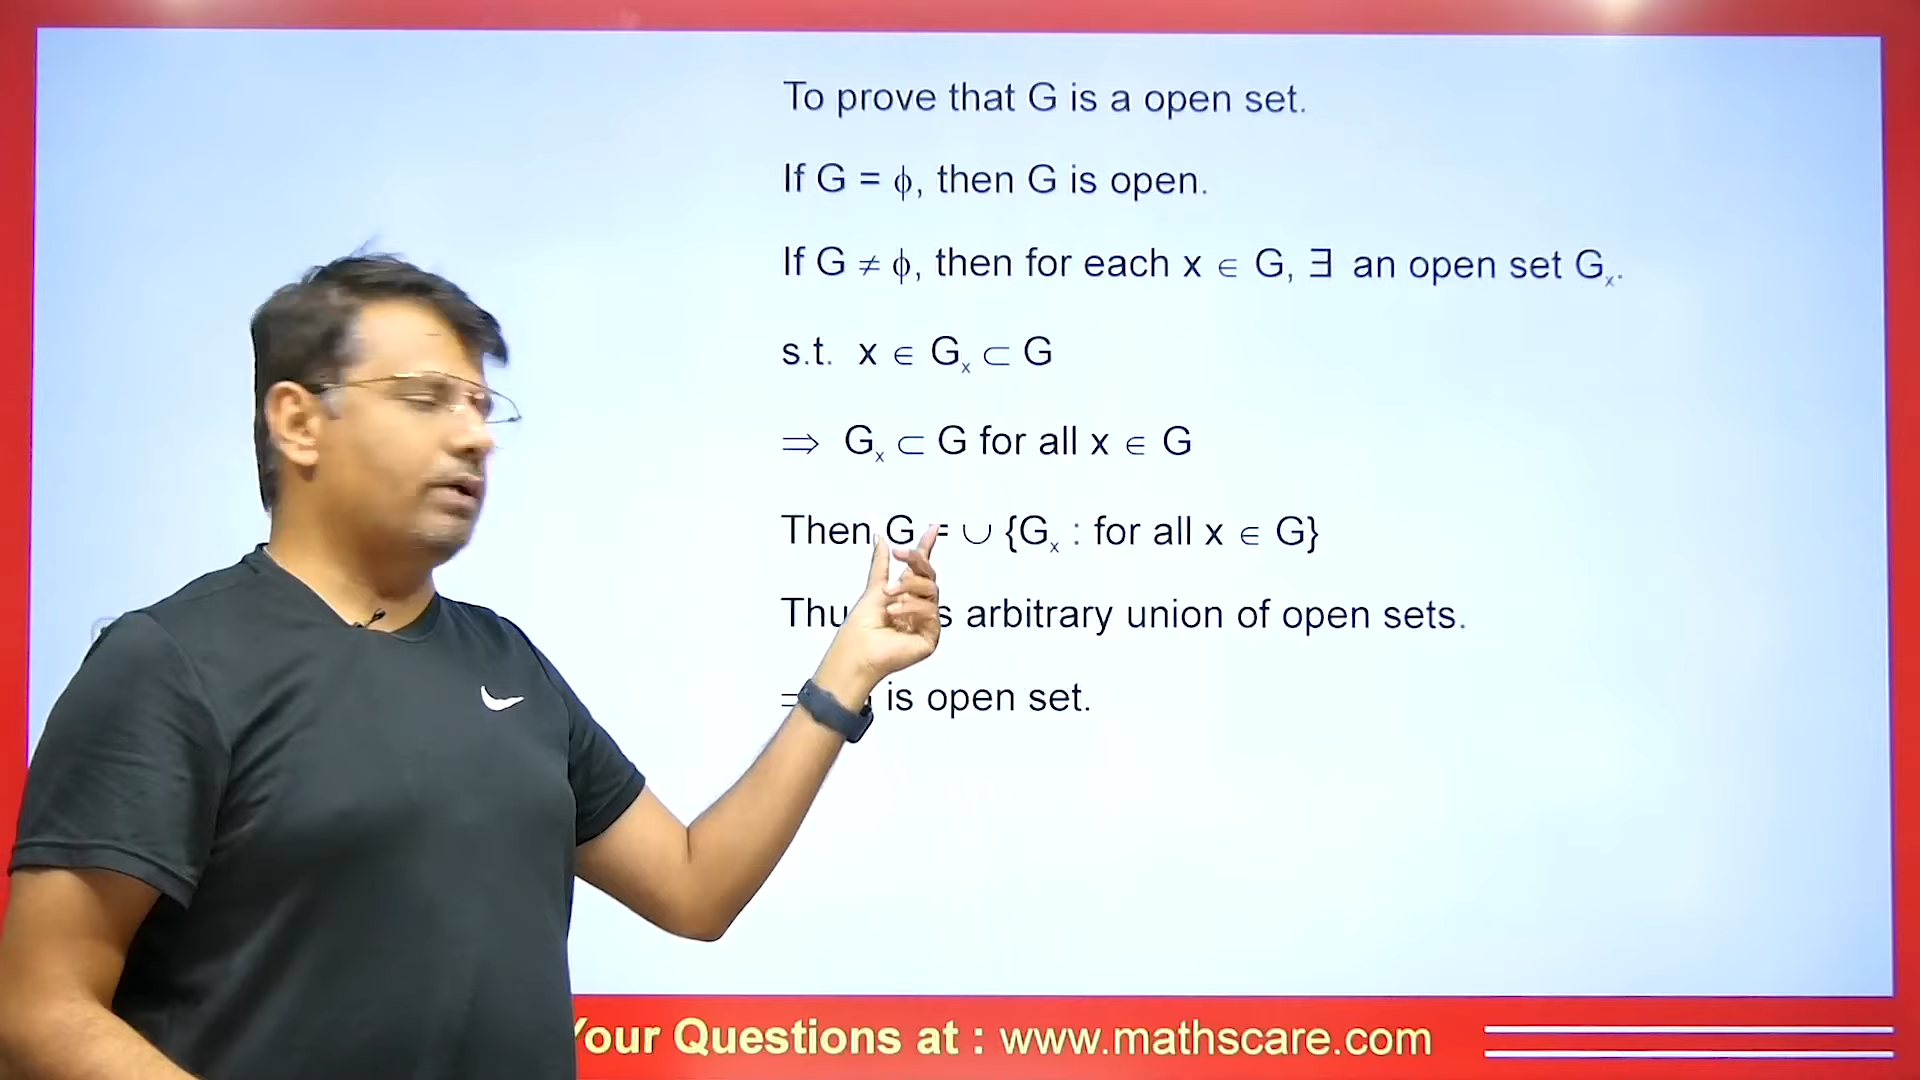 To prove that G is a open set.
If G = ϕ, then G is open.
If G ≠ ϕ, then for each x ∈ G, ∃ an open set Gₓ.
s.t. x ∈ Gₓ ⊂ G
⇒ Gₓ ⊂ G for all x ∈ G
Then G = ∪ {Gₓ : for all x ∈ G}
arbitrary union of open sets.
is open set.
Your Questions at : www.mathscare.com